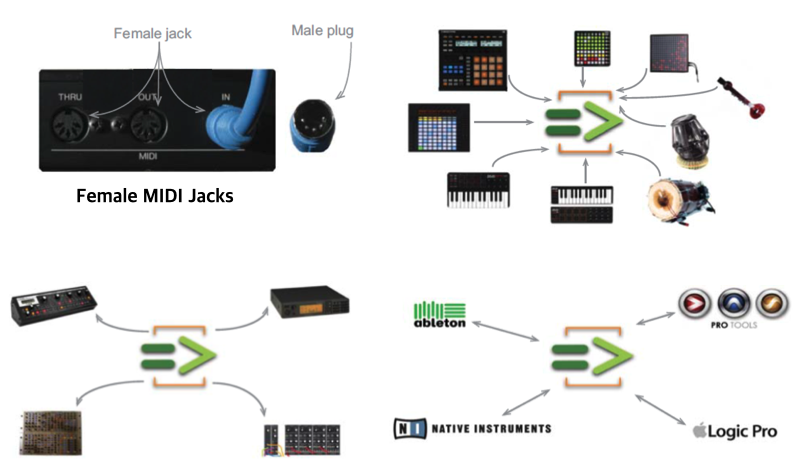 Female jack
Male plug
THRU
OUT
IN
MIDI
Female MIDI Jacks
ableton
PRO TOOLS
NI NATIVE INSTRUMENTS
Logic Pro